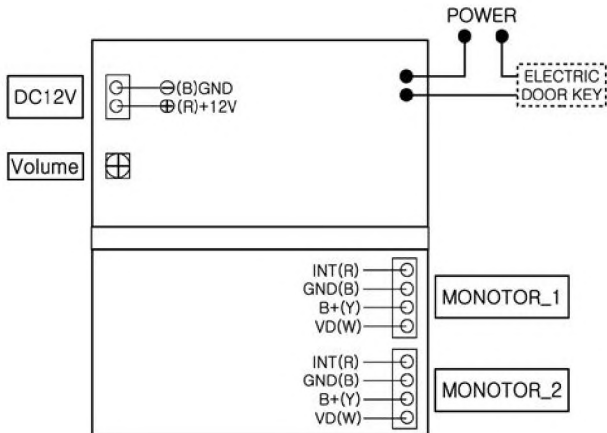 POWER
ELECTRIC
DOOR KEY
DC12V
⊖(B)GND
⊕(R)+12V
Volume
INT(R)
GND(B)
B+(Y)
VD(W)
MONOTOR_1
INT(R)
GND(B)
B+(Y)
VD(W)
MONOTOR_2